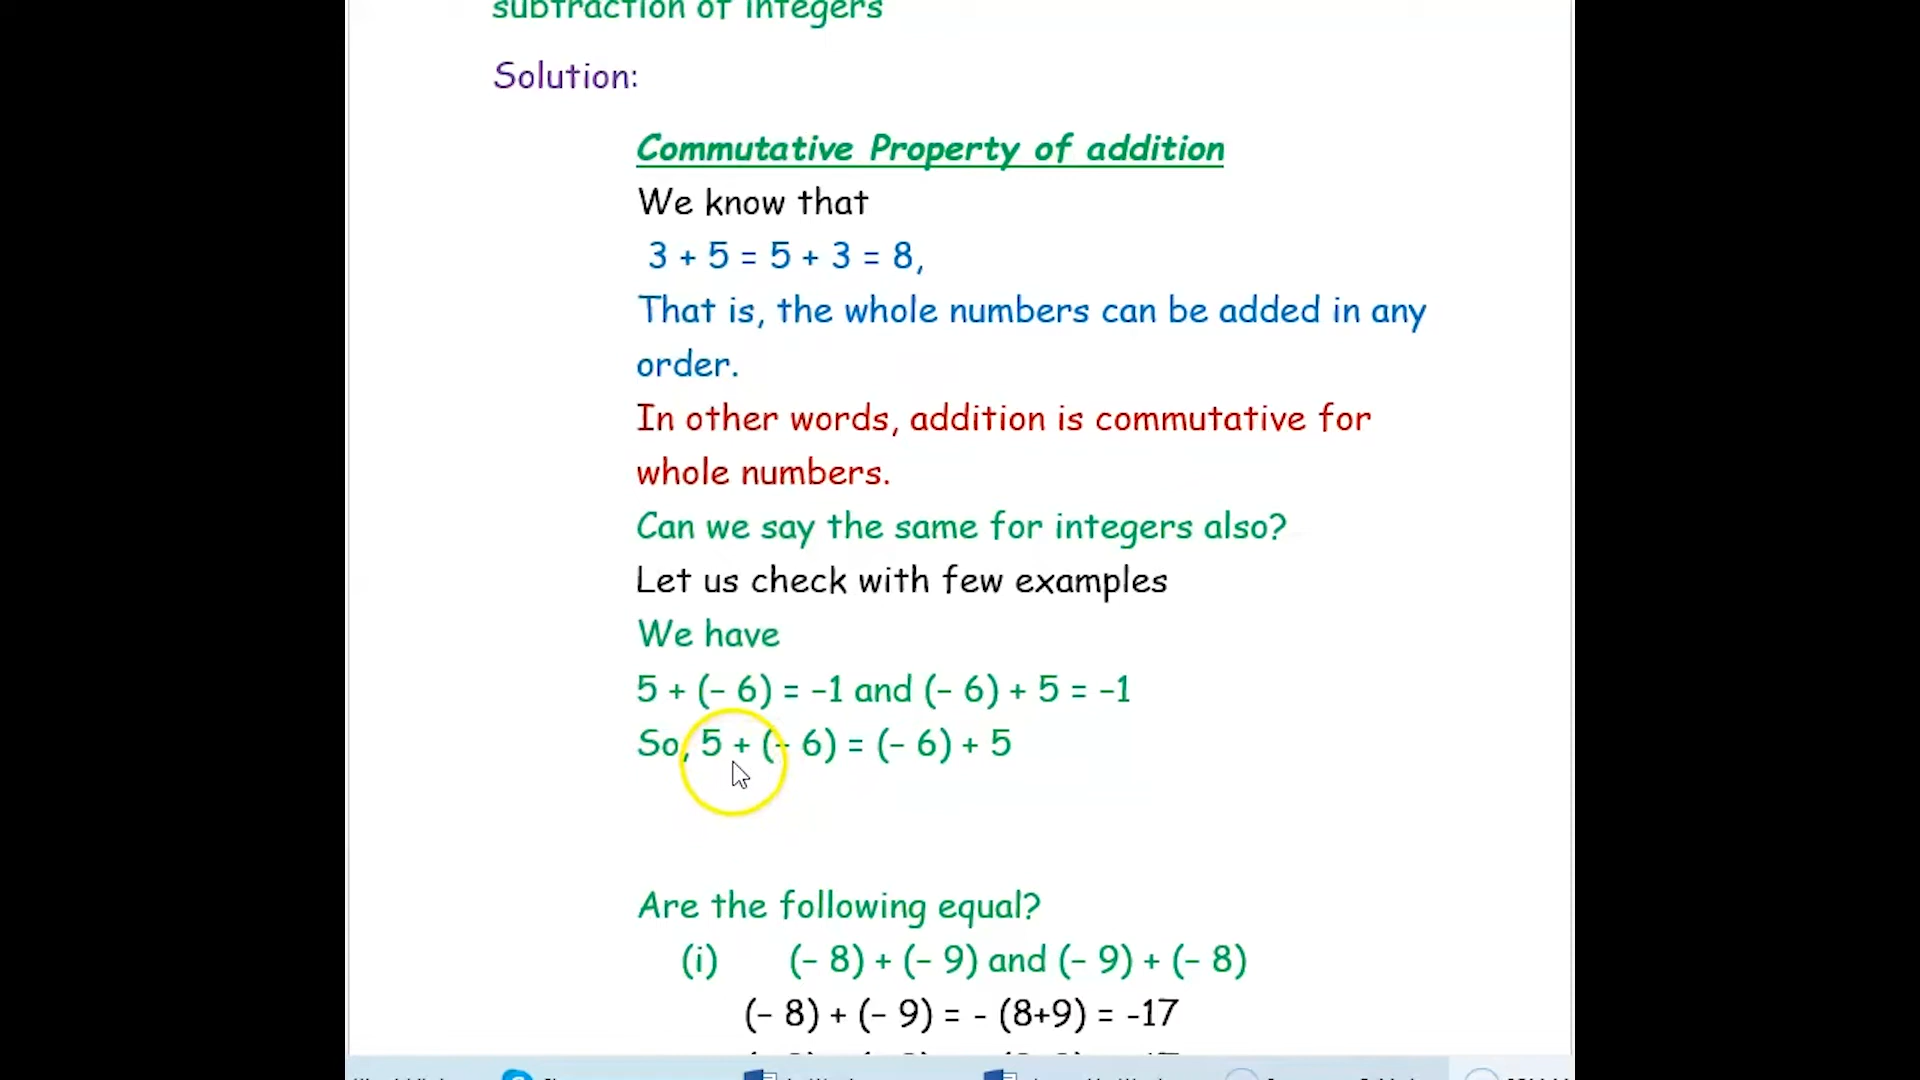 subtraction of integers
Solution:
Commutative Property of addition
We know that
3 + 5 = 5 + 3 = 8,
That is, the whole numbers can be added in any
order.
In other words, addition is commutative for
whole numbers.
Can we say the same for integers also?
Let us check with few examples
We have
5 + (– 6) = –1 and (– 6) + 5 = –1
So, 5 + (– 6) = (– 6) + 5
Are the following equal?
(i) (– 8) + (– 9) and (– 9) + (– 8)
(– 8) + (– 9) = - (8+9) = -17